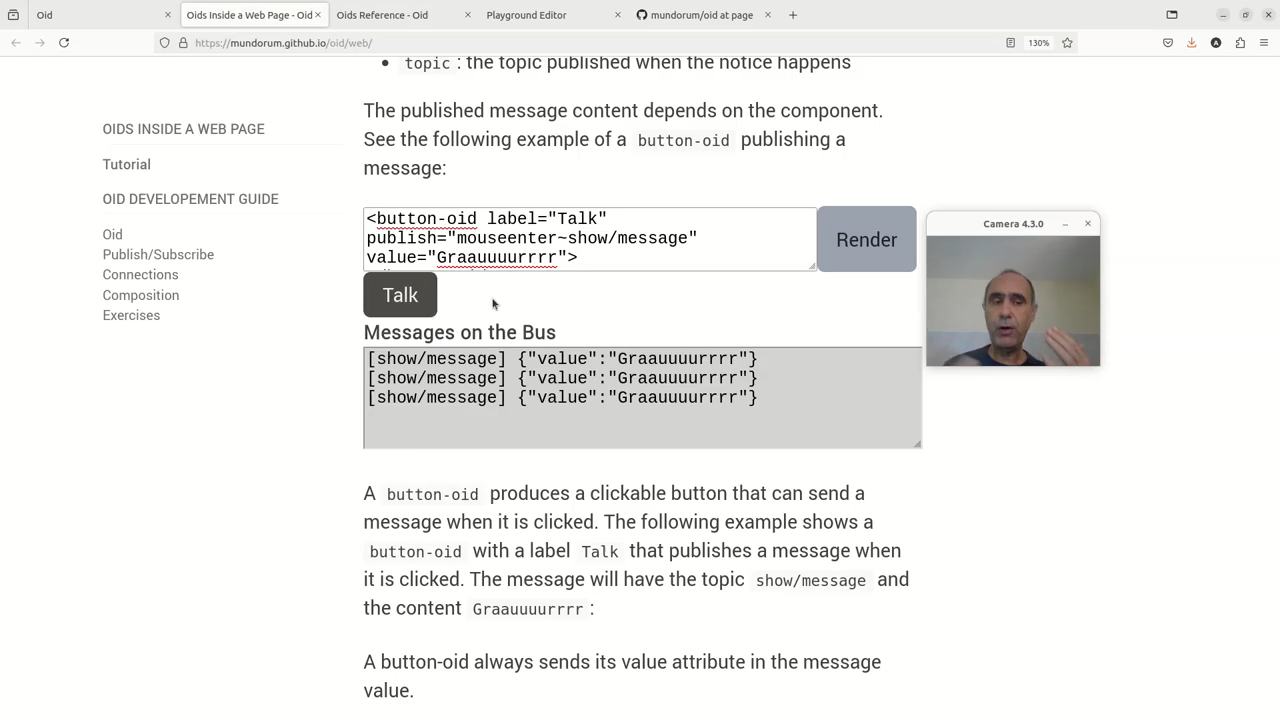 Oid
Oids Inside a Web Page - Oid
Oids Reference - Oid
Playground Editor
mundorum/oid at page
https://mundorum.github.io/oid/web/
130%
topic : the topic published when the notice happens
OIDS INSIDE A WEB PAGE
Tutorial
OID DEVELOPEMENT GUIDE
Oid
Publish/Subscribe
Connections
Composition
Exercises
The published message content depends on the component.
See the following example of a button-oid publishing a
message:
<button-oid label="Talk"
publish="mouseenter~show/message"
value="Graauuuurrrr">
Render
Camera 4.3.0
Talk
Messages on the Bus
[show/message] {"value":"Graauuuurrrr"}
[show/message] {"value":"Graauuuurrrr"}
[show/message] {"value":"Graauuuurrrr"}
A button-oid produces a clickable button that can send a
message when it is clicked. The following example shows a
button-oid with a label Talk that publishes a message when
it is clicked. The message will have the topic show/message and
the content Graauuuurrrr :
A button-oid always sends its value attribute in the message
value.